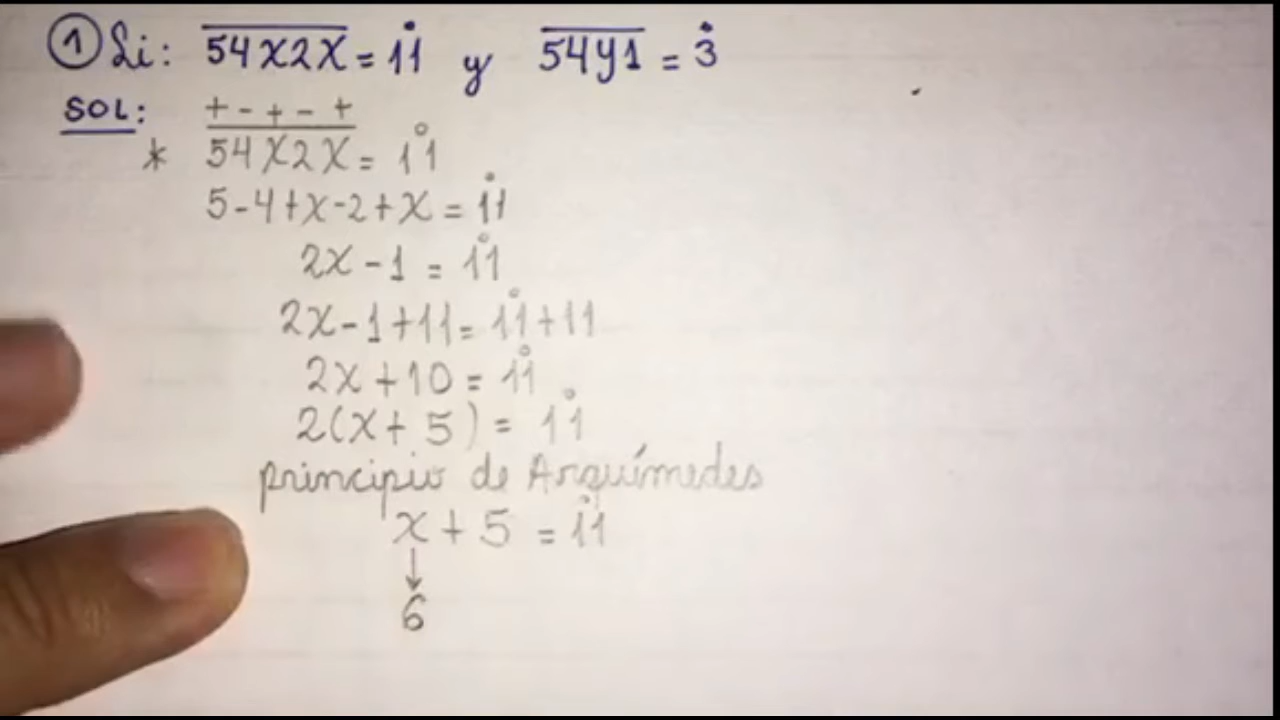 ① Si: 54X2X = 11° y 54y1 = 3°
SOL: + - + - +
* 54X2X = 11°
5-4+x-2+x = 11°
2x - 1 = 11°
2x-1+11 = 11°+11
2x + 10 = 11°
2(x+ 5) = 11°
principio de Arquímedes
x + 5 = 11°
↓
6